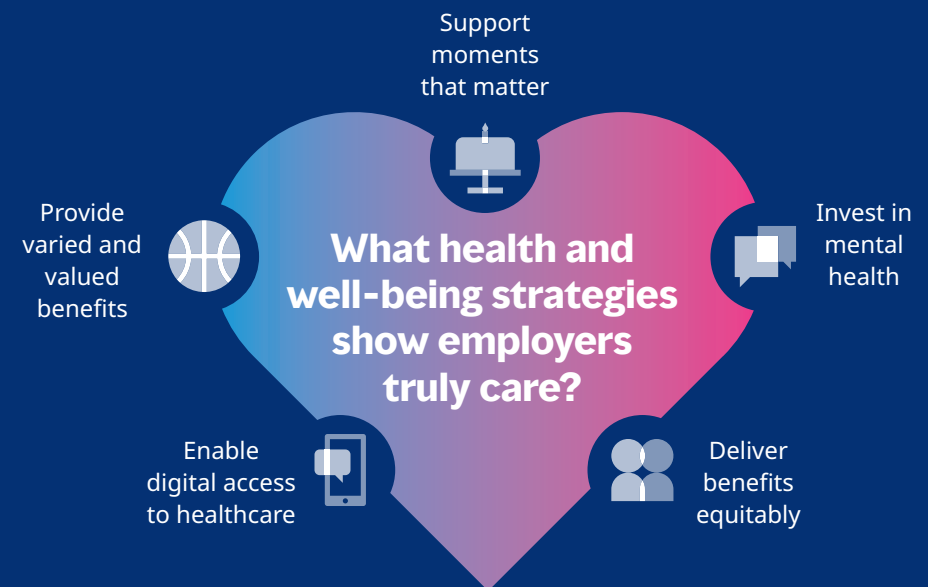 Support
moments
that matter
Provide
varied and
valued
benefits
What health and
well-being strategies
show employers
truly care?
Invest in
mental
health
Enable
digital access
to healthcare
Deliver
benefits
equitably